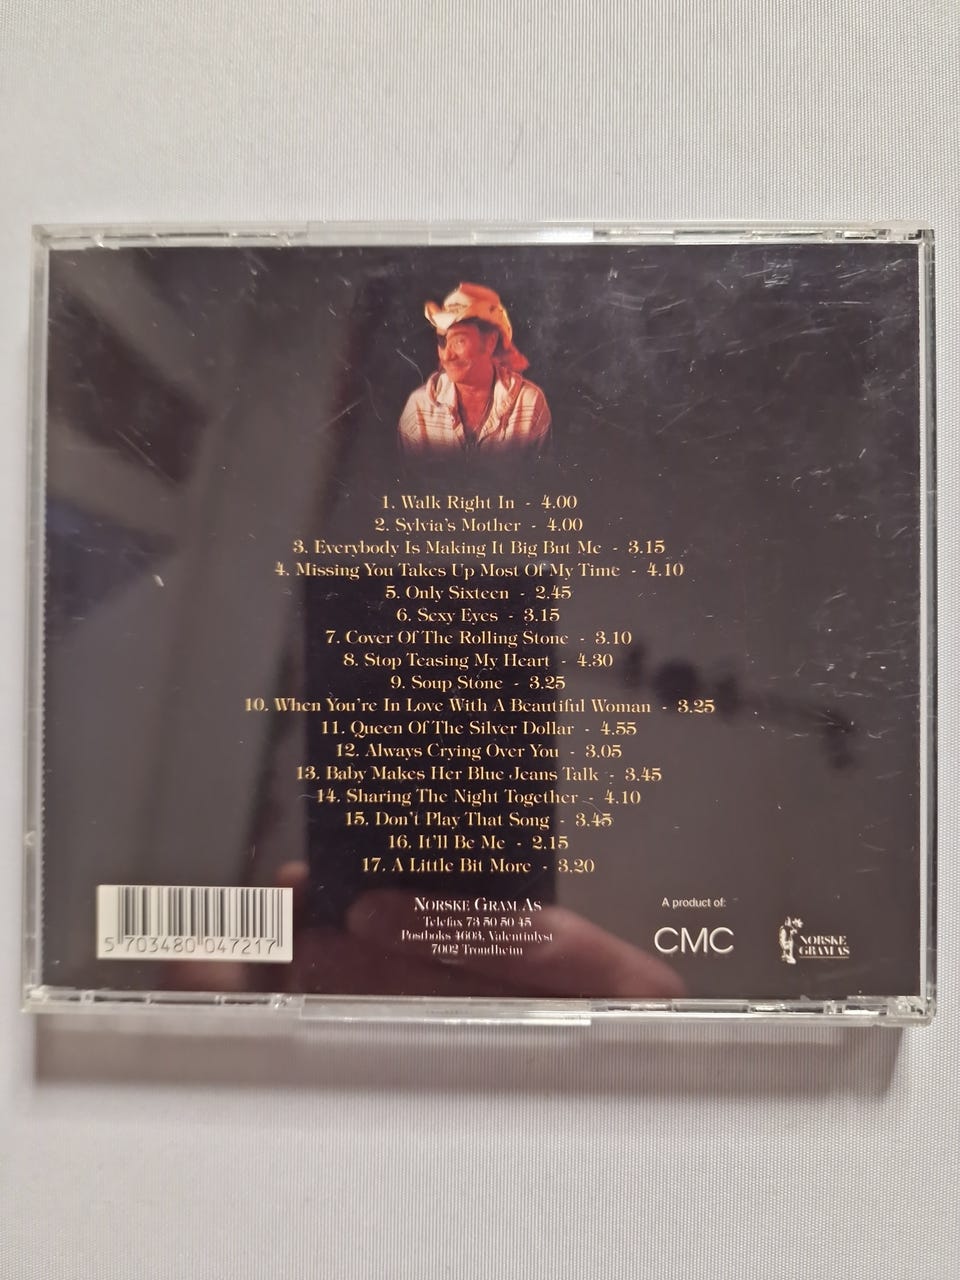 1. Walk Right In - 4.00
2. Sylvia's Mother - 4.00
3. Everybody Is Making It Big But Me - 3.15
4. Missing You Takes Up Most Of My Time - 4.10
5. Only Sixteen - 2.45
6. Sexy Eyes - 3.15
7. Cover Of The Rolling Stone - 3.10
8. Stop Teasing My Heart - 4.30
9. Soup Stone - 3.25
10. When You're In Love With A Beautiful Woman - 3.25
11. Queen Of The Silver Dollar - 4.55
12. Always Crying Over You - 3.05
13. Baby Makes Her Blue Jeans Talk - 3.45
14. Sharing The Night Together - 4.10
15. Don't Play That Song - 3.45
16. It'll Be Me - 2.15
17. A Little Bit More - 3.20
5 703480 047217
Norske Gram As
Telefax 73 50 50 45
Postboks 4603, Valentinlyst
7002 Trondheim
A product of:
CMC
NORSKE
GRAM AS